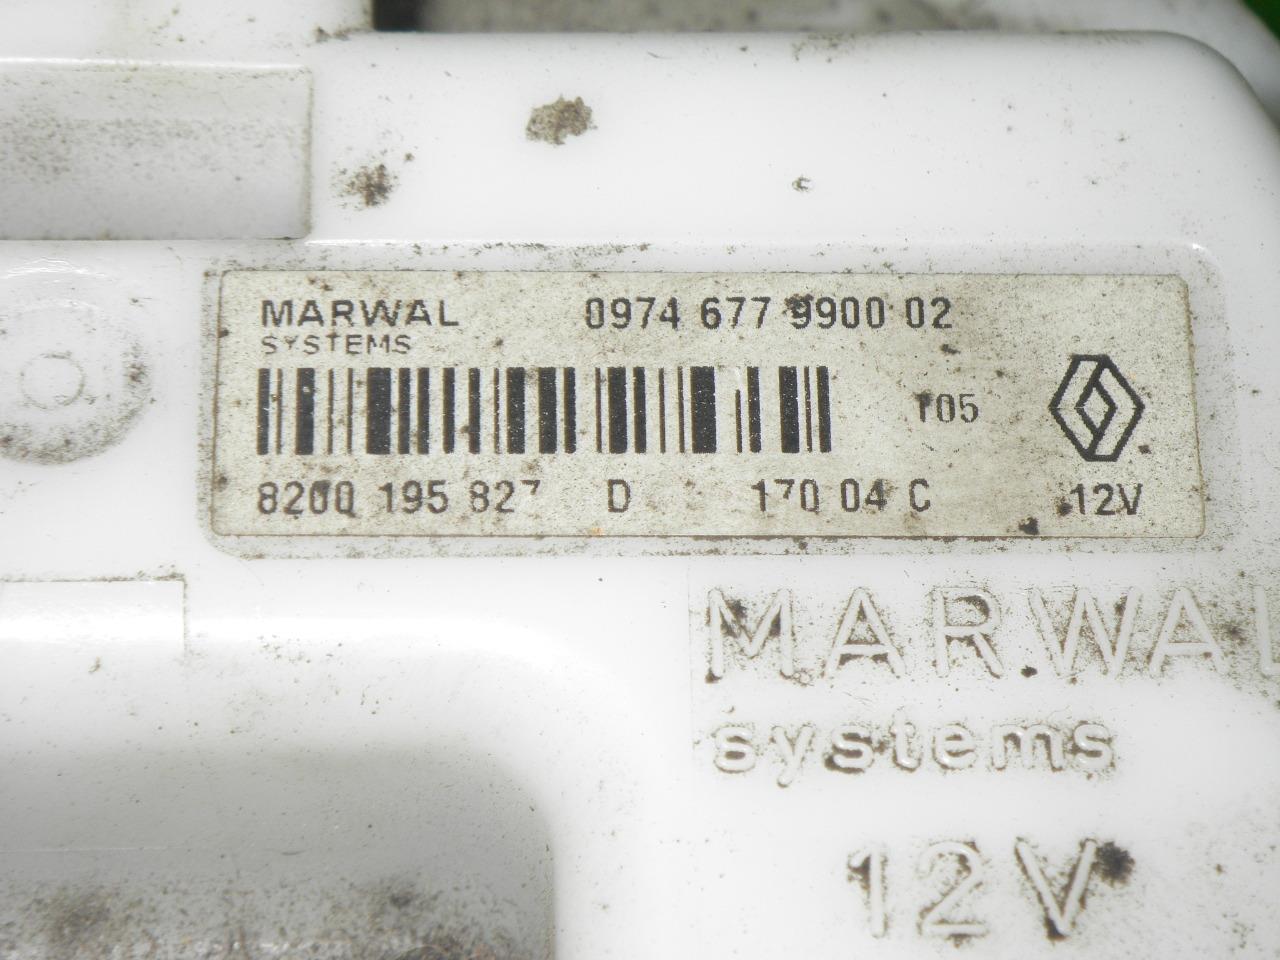 MARWAL 0974 677 9900 02
SYSTEMS
T05
8200 195 827 D 170 04 C 12V
MARWAL
systems
12V